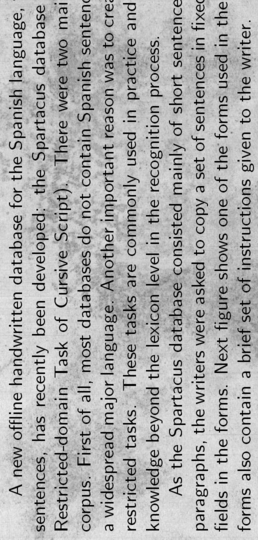 A new offline handwritten database for the Spanish language,
sentences, has recently been developed: the Spartacus database
Restricted-domain Task of Cursive Script). There were two mai
corpus. First of all, most databases do not contain Spanish senten
a widespread major language. Another important reason was to crea
restricted tasks. These tasks are commonly used in practice and
knowledge beyond the lexicon level in the recognition process.
As the Spartacus database consisted mainly of short sentence
paragraphs, the writers were asked to copy a set of sentences in fixed
fields in the forms. Next figure shows one of the forms used in the
forms also contain a brief set of instructions given to the writer.